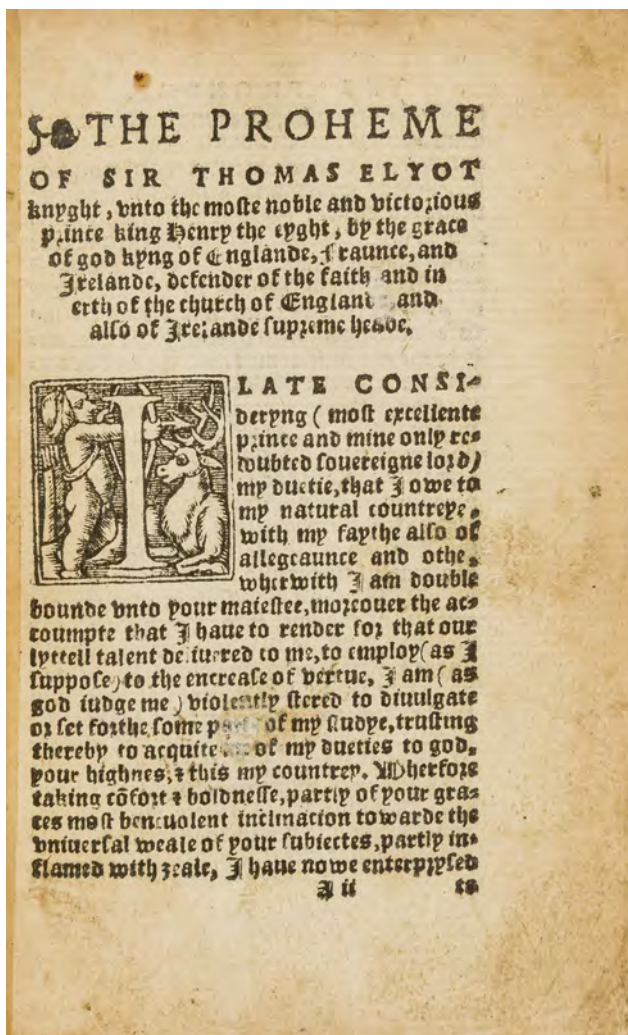 THE PROHEME
OF SIR THOMAS ELYOT
knyght, vnto the moste noble and victorious
prince king Henry the eyght, by the grace
of god kyng of Englande, Fraunce, and
Irelande, defender of the faith and in
erth of the church of England and
also of Irelande supreme hedde.
I LATE CONSI-
deryng (most excellente
prince and mine only re-
doubted souereigne lord)
my duetie, that I owe to
my natural countreye,
with my faythe also of
allegeaunce and othe,
wherwith I am double
bounde vnto your maiestee, moreouer the ac-
compte that I haue to render for that our
lyttell talent deliuered to me, to employ (as I
suppose) to the encrease of vertue, I am (as
god iudge me) violently stered to diuulgate
or set forthe some part of my studye, trusting
thereby to acquite of my dueties to god,
your highnes, & this my countrey. Wherfore
taking cõfort & boldnesse, partly of your gra-
ces most beneuolent inclination towarde the
vniuersal weale of your subiectes, partly in-
flamed with zeale, I haue nowe enterprysed
A ii to